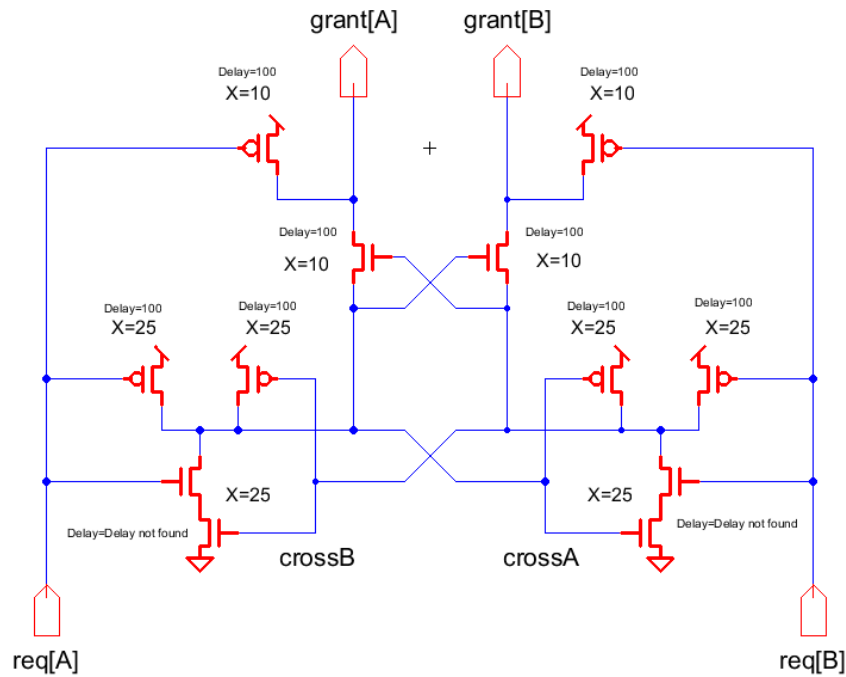 grant[A]
grant[B]
Delay=100
X=10
Delay=100
X=10
Delay=100
X=10
Delay=100
X=10
Delay=100
X=25
Delay=100
X=25
Delay=100
X=25
Delay=100
X=25
X=25
X=25
Delay=Delay not found
Delay=Delay not found
crossB
crossA
req[A]
req[B]